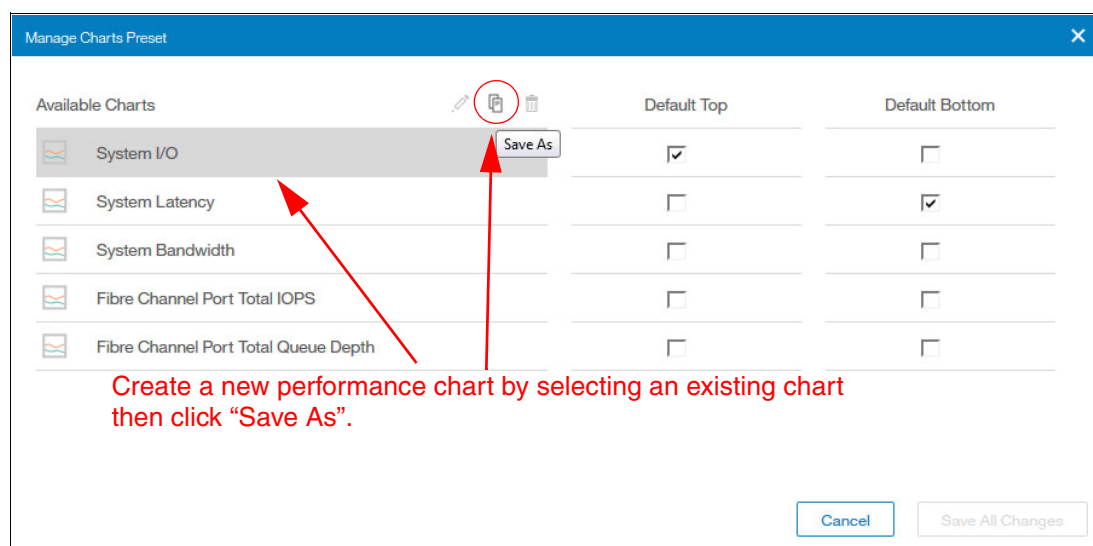 Manage Charts Preset
Available Charts Default Top Default Bottom
Save As
System I/O
System Latency
System Bandwidth
Fibre Channel Port Total IOPS
Fibre Channel Port Total Queue Depth
Create a new performance chart by selecting an existing chart
then click “Save As”.
Cancel Save All Changes